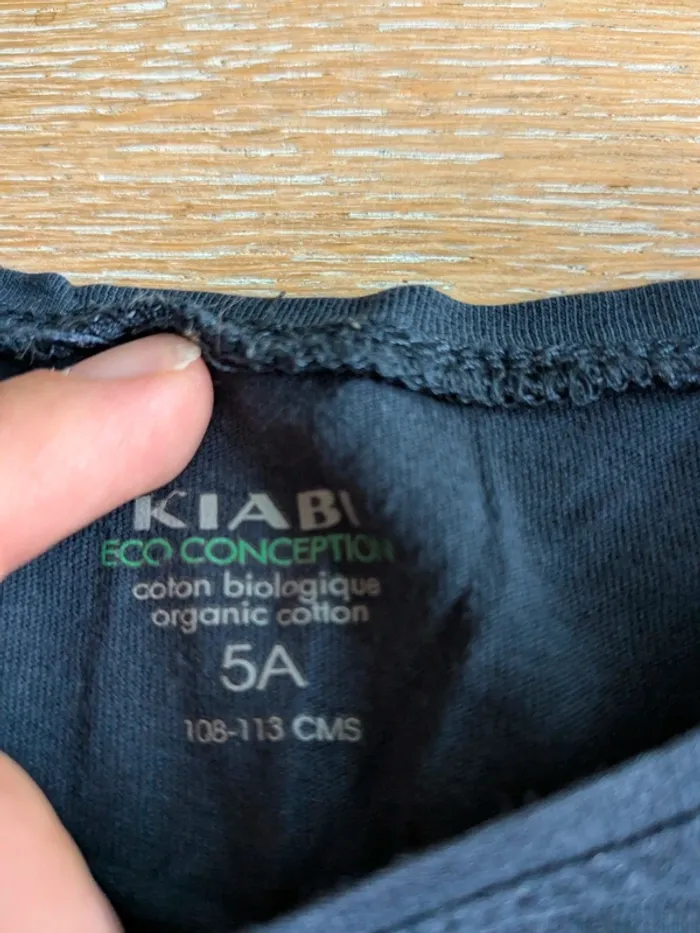 KIABI
ECO CONCEPTION
coton biologique
organic cotton
5A
108-113 CMS